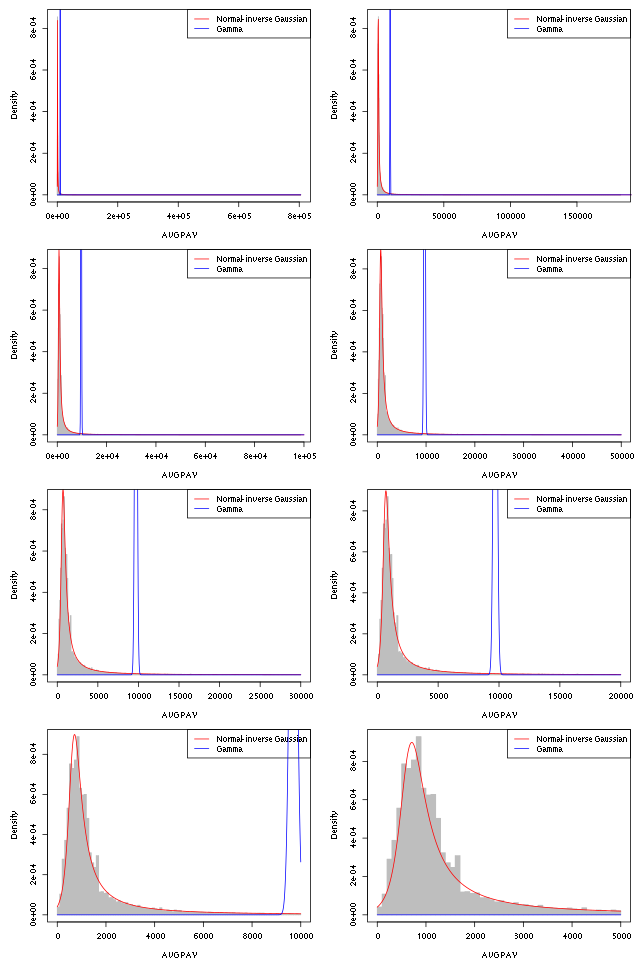 Normal-inverse Gaussian
Gamma
Density
0e+00 2e-04 4e-04 6e-04 8e-04
0e+00 2e+05 4e+05 6e+05 8e+05
AVGPAY
Normal-inverse Gaussian
Gamma
Density
0e+00 2e-04 4e-04 6e-04 8e-04
0 50000 100000 150000
AVGPAY
Normal-inverse Gaussian
Gamma
Density
0e+00 2e-04 4e-04 6e-04 8e-04
0e+00 2e+04 4e+04 6e+04 8e+04 1e+05
AVGPAY
Normal-inverse Gaussian
Gamma
Density
0e+00 2e-04 4e-04 6e-04 8e-04
0 10000 20000 30000 40000 50000
AVGPAY
Normal-inverse Gaussian
Gamma
Density
0e+00 2e-04 4e-04 6e-04 8e-04
0 5000 10000 15000 20000 25000 30000
AVGPAY
Normal-inverse Gaussian
Gamma
Density
0e+00 2e-04 4e-04 6e-04 8e-04
0 5000 10000 15000 20000
AVGPAY
Normal-inverse Gaussian
Gamma
Density
0e+00 2e-04 4e-04 6e-04 8e-04
0 2000 4000 6000 8000 10000
AVGPAY
Normal-inverse Gaussian
Gamma
Density
0e+00 2e-04 4e-04 6e-04 8e-04
0 1000 2000 3000 4000 5000
AVGPAY